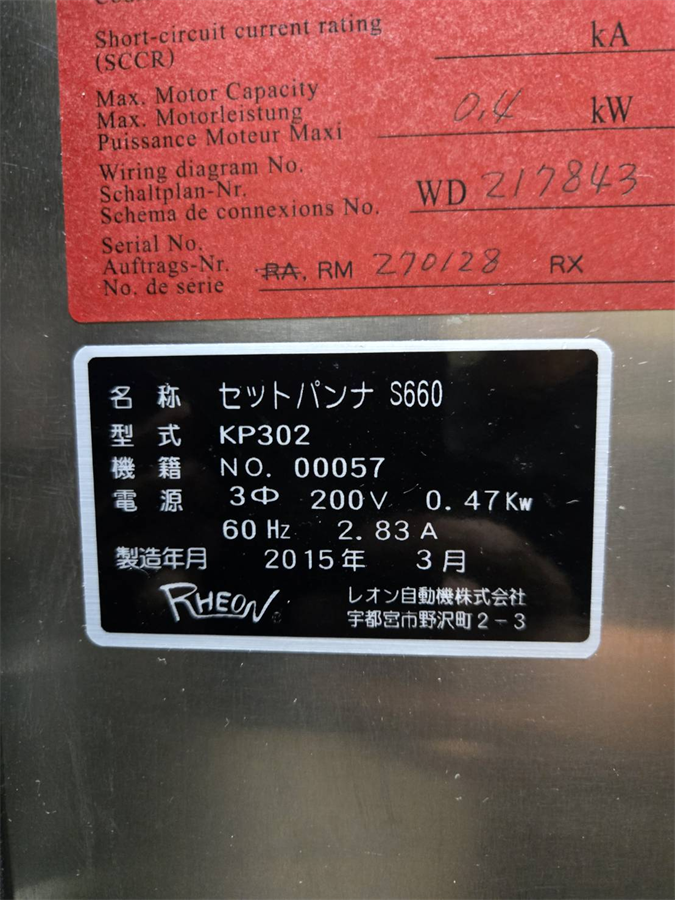 Short-circuit current rating
(SCCR) kA
Max. Motor Capacity
Max. Motorleistung 0.4 kW
Puissance Moteur Maxi
Wiring diagram No.
Schaltplan-Nr. WD 217843
Schema de connexions No.
Serial No.
Auftrags-Nr. RA, RM 270128 RX
No. de série
名称 セットパンナ S660
型式 KP302
機籍 NO. 00057
電源 3Φ 200V 0.47Kw
60Hz 2.83A
製造年月 2015年 3月
RHEON® レオン自動機株式会社
宇都宮市野沢町2-3